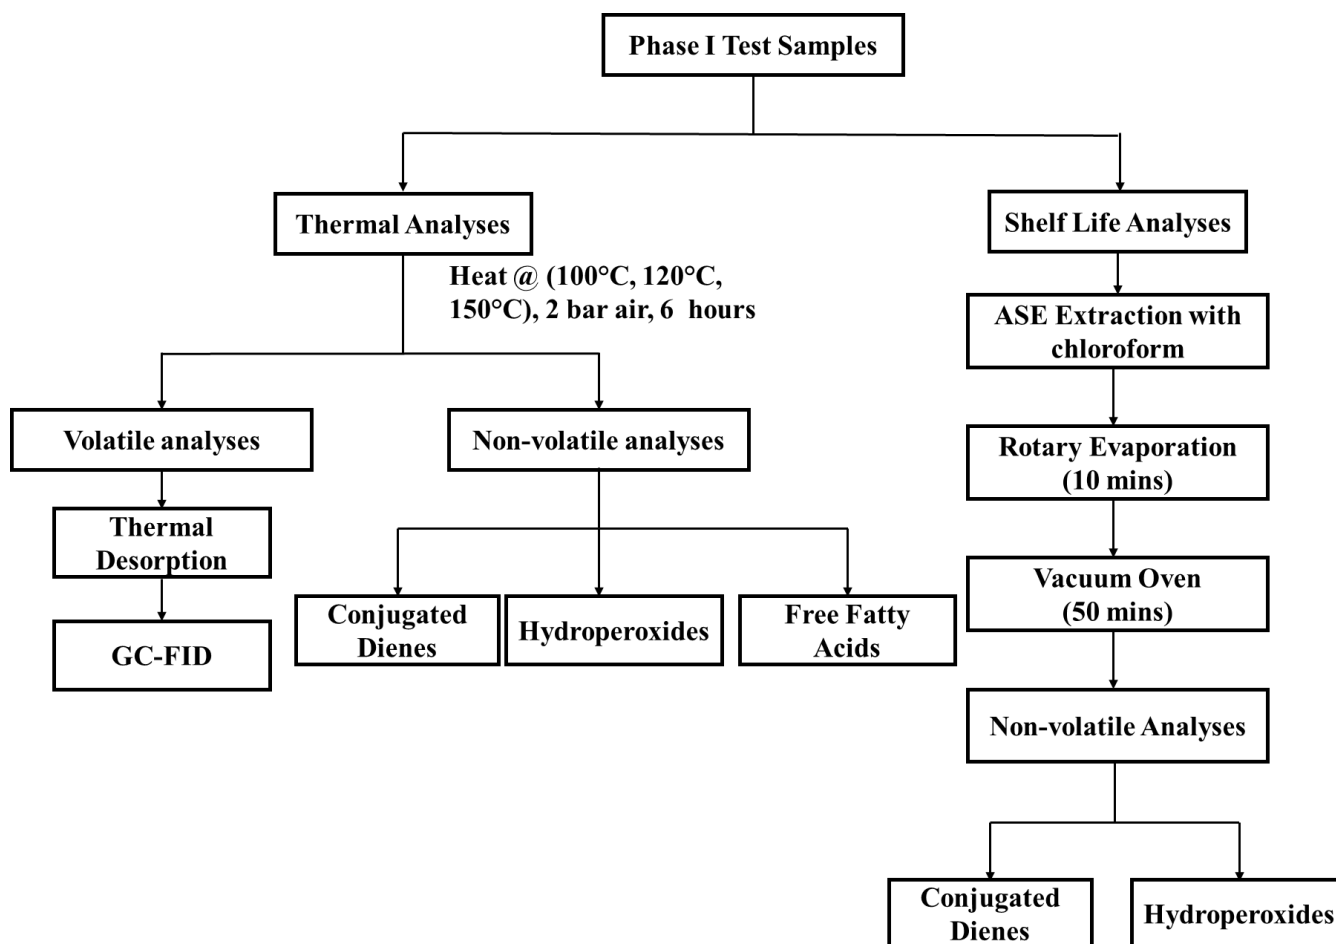 Phase I Test Samples
Thermal Analyses
Heat @ (100°C, 120°C,
150°C), 2 bar air, 6 hours
Volatile analyses
Thermal
Desorption
GC-FID
Non-volatile analyses
Conjugated
Dienes
Hydroperoxides
Free Fatty
Acids
Shelf Life Analyses
ASE Extraction with
chloroform
Rotary Evaporation
(10 mins)
Vacuum Oven
(50 mins)
Non-volatile Analyses
Conjugated
Dienes
Hydroperoxides